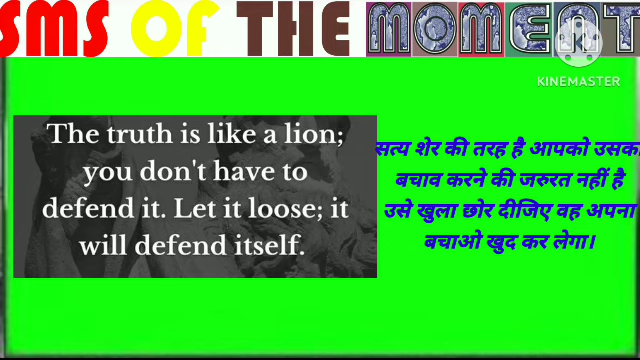 SMS OF THE MOMENT
KINEMASTER
The truth is like a lion;
you don't have to
defend it. Let it loose; it
will defend itself.
सत्य शेर की तरह है आपको उसका
बचाव करने की जरुरत नहीं है
उसे खुला छोर दीजिए वह अपना
बचाओ खुद कर लेगा।